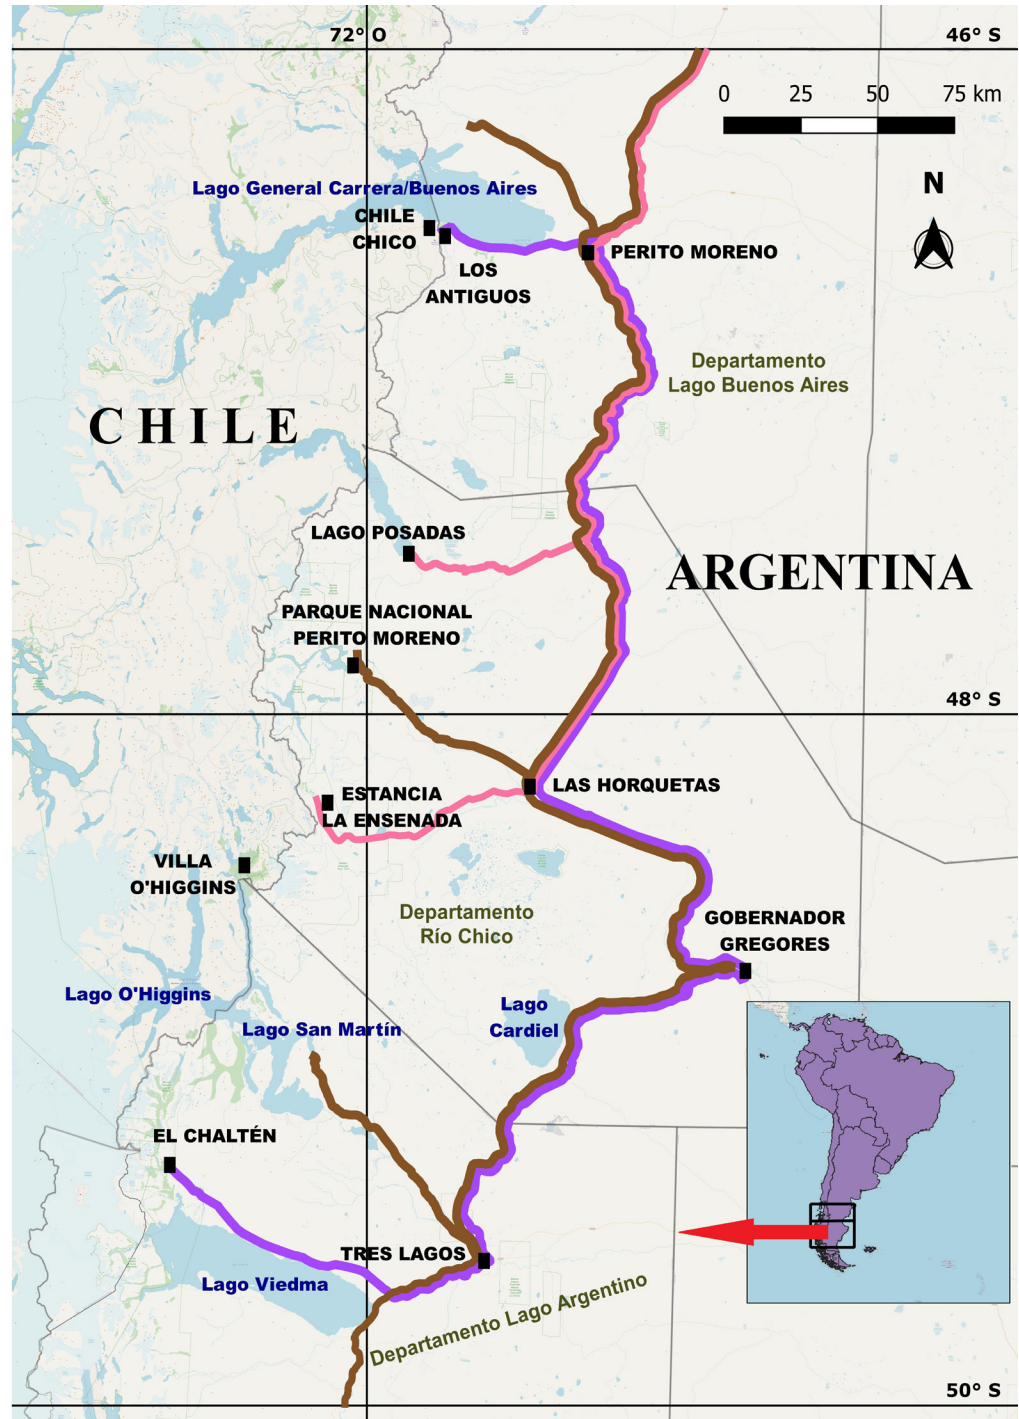 72° O
46° S
0 25 50 75 km
N
Lago General Carrera/Buenos Aires
CHILE
CHICO
LOS
ANTIGUOS
PERITO MORENO
Departamento
Lago Buenos Aires
CHILE
LAGO POSADAS
ARGENTINA
PARQUE NACIONAL
PERITO MORENO
48° S
LAS HORQUETAS
ESTANCIA
LA ENSENADA
VILLA
O'HIGGINS
Departamento
Río Chico
GOBERNADOR
GREGORES
Lago O'Higgins
Lago
Cardiel
Lago San Martín
EL CHALTÉN
TRES LAGOS
Lago Viedma
Departamento Lago Argentino
50° S